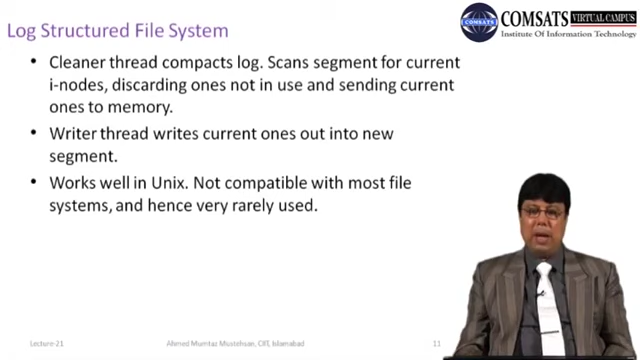 Log Structured File System
COMSATS VIRTUAL CAMPUS
Institute Of Information Technology
• Cleaner thread compacts log. Scans segment for current
i-nodes, discarding ones not in use and sending current
ones to memory.
• Writer thread writes current ones out into new
segment.
• Works well in Unix. Not compatible with most file
systems, and hence very rarely used.
Lecture-21
Ahmed Mumtaz Mustehsan, CIIT, Islamabad
11